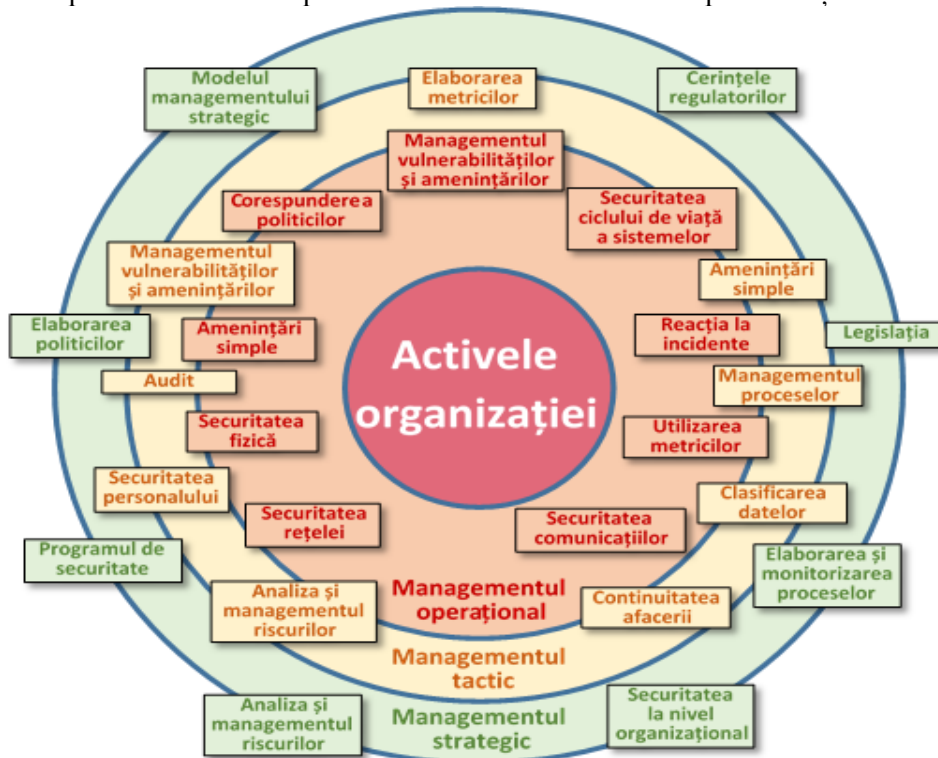 Modelul
managementului
strategic
Elaborarea
metricilor
Cerințele
regulatorilor
Managementul
vulnerabilităților
și amenințărilor
Corespunderea
politicilor
Securitatea
ciclului de viață
a sistemelor
Managementul
vulnerabilităților
și amenințărilor
Amenințări
simple
Elaborarea
politicilor
Amenințări
simple
Reacția la
incidente
Legislația
Activele
organizației
Audit
Managementul
proceselor
Securitatea
fizică
Utilizarea
metricilor
Securitatea
personalului
Clasificarea
datelor
Securitatea
rețelei
Securitatea
comunicațiilor
Programul de
securitate
Elaborarea și
monitorizarea
proceselor
Analiza și
managementul
riscurilor
Managementul
operațional
Continuitatea
afacerii
Managementul
tactic
Analiza și
managementul
riscurilor
Managementul
strategic
Securitatea
la nivel
organizațional